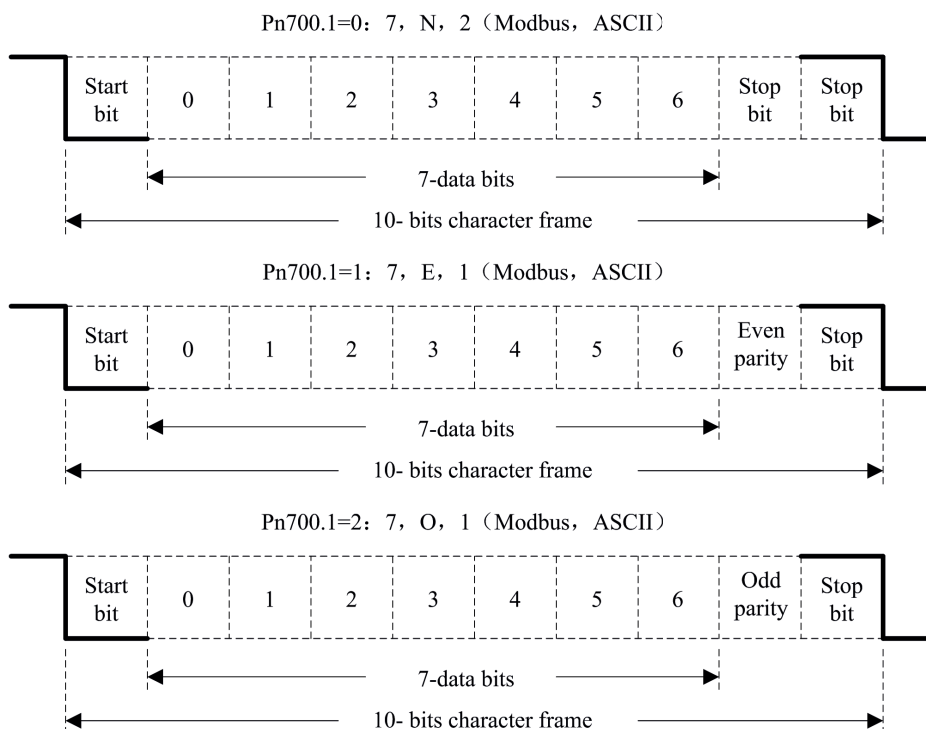 Pn700.1=0：7，N，2（Modbus，ASCII）
Start bit 0 1 2 3 4 5 6 Stop bit Stop bit
7-data bits
10- bits character frame
Pn700.1=1：7，E，1（Modbus，ASCII）
Start bit 0 1 2 3 4 5 6 Even parity Stop bit
7-data bits
10- bits character frame
Pn700.1=2：7，O，1（Modbus，ASCII）
Start bit 0 1 2 3 4 5 6 Odd parity Stop bit
7-data bits
10- bits character frame